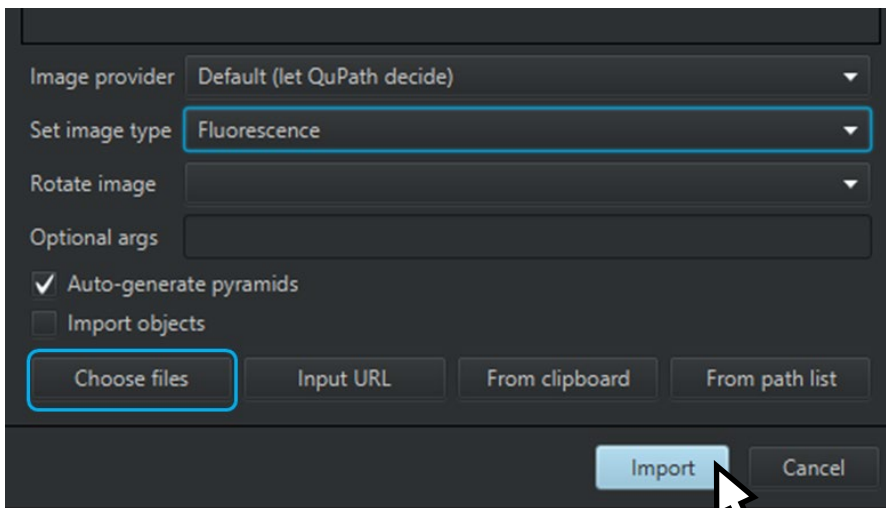 Image provider Default (let QuPath decide)
Set image type Fluorescence
Rotate image
Optional args
Auto-generate pyramids
Import objects
Choose files Input URL From clipboard From path list
Import Cancel